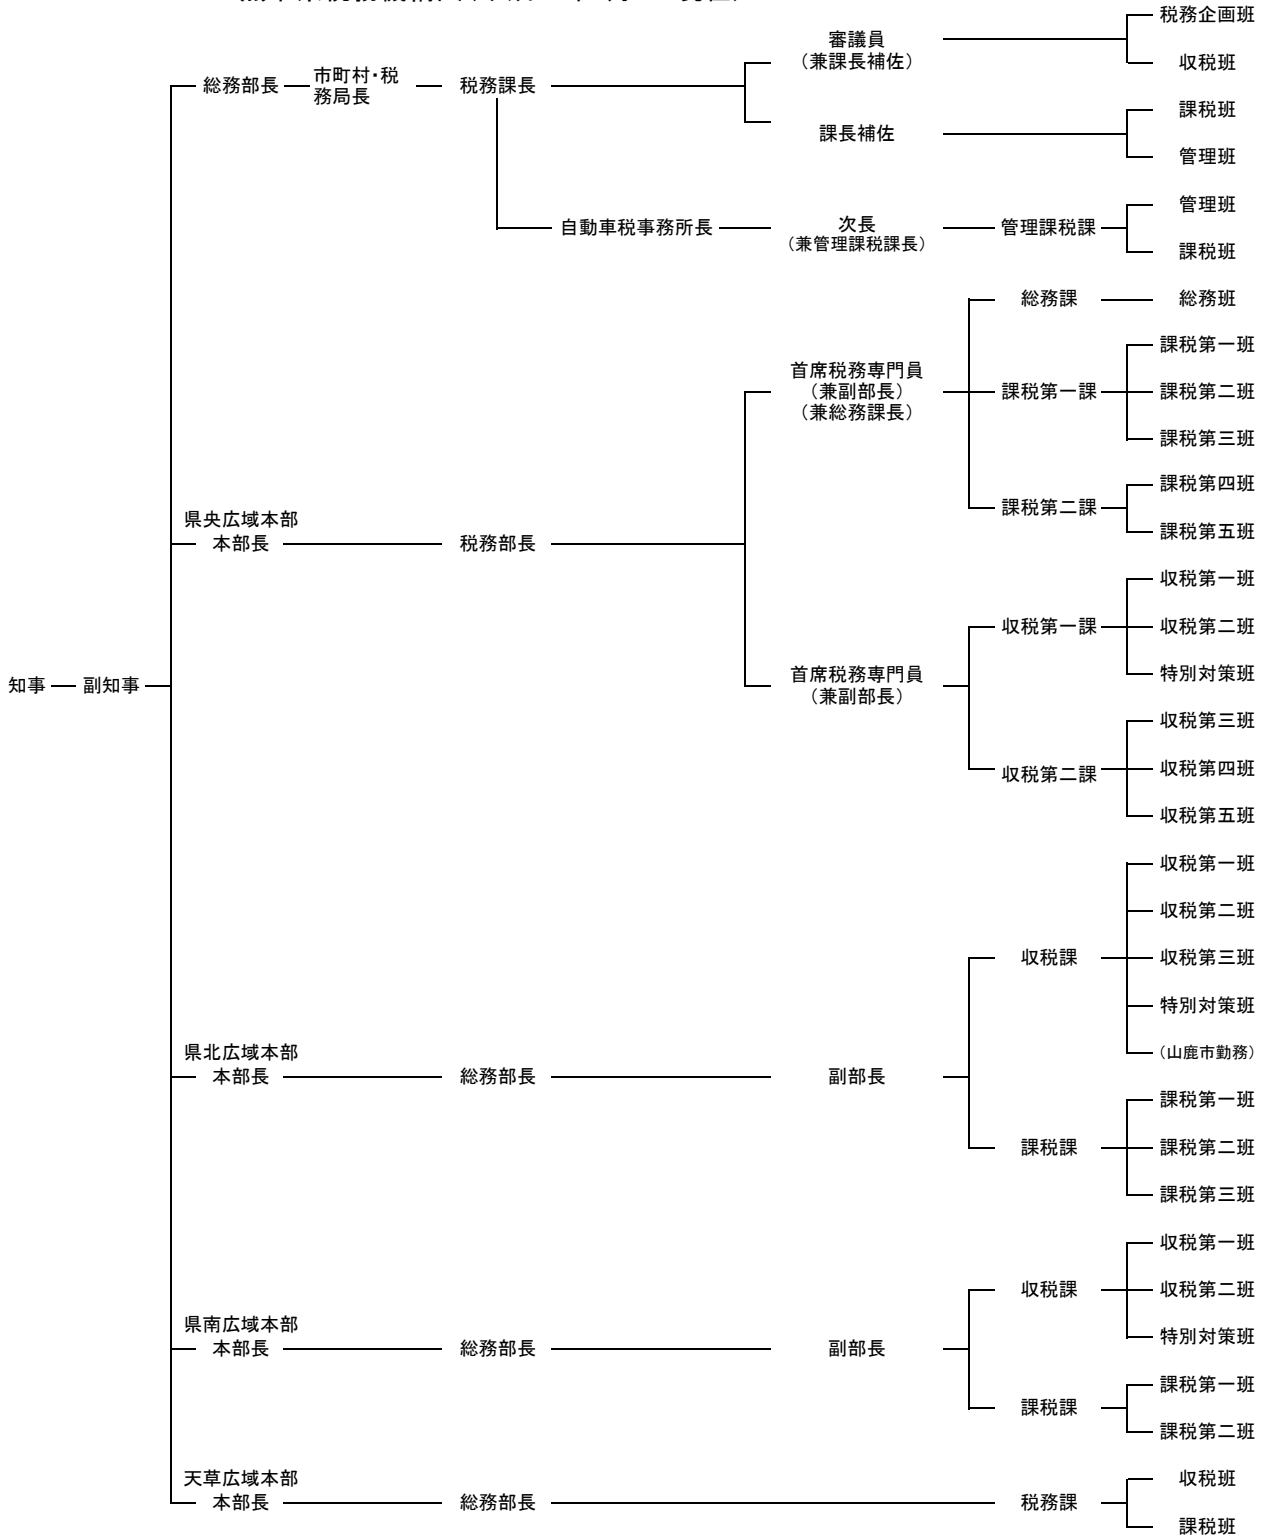 税務企画班
審議員
（兼課長補佐）
収税班
総務部長
市町村・税
務局長
税務課長
課税班
課長補佐
管理班
管理班
自動車税事務所長
次長
（兼管理課税課長）
管理課税課
課税班
総務課
総務班
課税第一班
首席税務専門員
（兼副部長）
（兼総務課長）
課税第一課
課税第二班
課税第三班
課税第四班
課税第二課
県央広域本部
本部長
税務部長
課税第五班
収税第一班
収税第一課
収税第二班
知事
副知事
首席税務専門員
（兼副部長）
特別対策班
収税第三班
収税第二課
収税第四班
収税第五班
収税第一班
収税第二班
収税課
収税第三班
特別対策班
（山鹿市勤務）
県北広域本部
本部長
総務部長
副部長
課税第一班
課税課
課税第二班
課税第三班
収税第一班
収税課
収税第二班
県南広域本部
本部長
総務部長
副部長
特別対策班
課税第一班
課税課
課税第二班
天草広域本部
本部長
総務部長
税務課
収税班
課税班